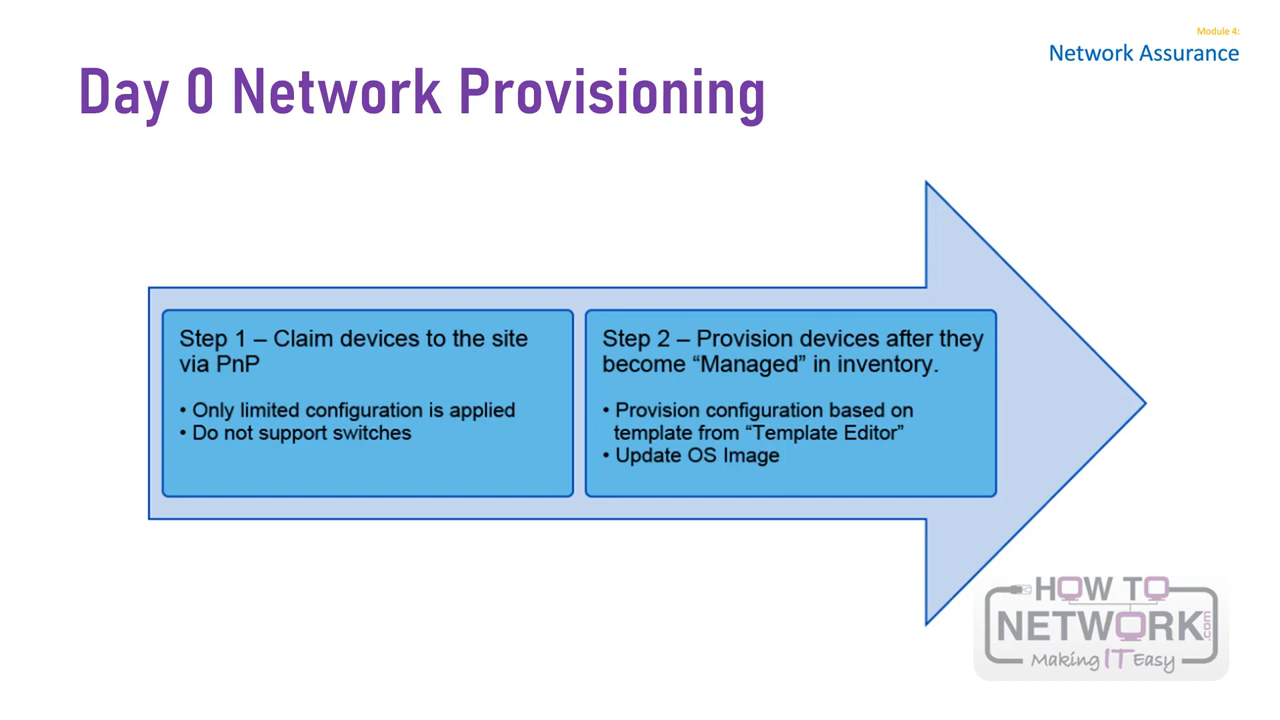 Module 4:
Network Assurance
Day 0 Network Provisioning
Step 1 – Claim devices to the site
via PnP
• Only limited configuration is applied
• Do not support switches
Step 2 – Provision devices after they
become “Managed” in inventory.
• Provision configuration based on
template from “Template Editor”
• Update OS Image
HOW TO
NETWORK.com
Making IT Easy